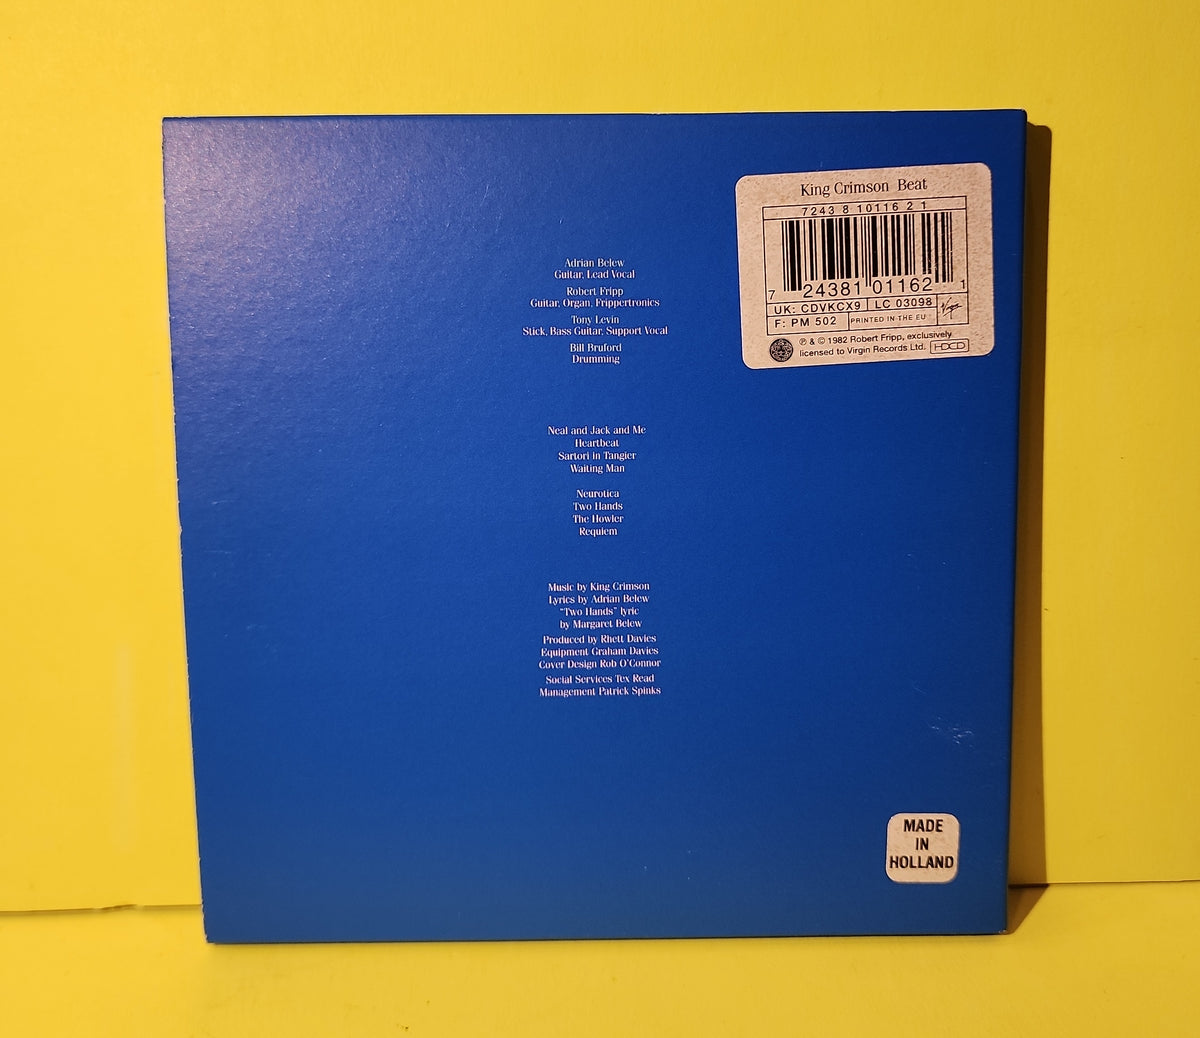 King Crimson Beat
7243 8 10116 2 1
7 24381 01162 1
UK: CDVKCX9 LC 03098
F: PM 502 PRINTED IN THE EU Virgin
℗ & © 1982 Robert Fripp, exclusively
licensed to Virgin Records Ltd. HDCD
Adrian Belew
Guitar, Lead Vocal
Robert Fripp
Guitar, Organ, Frippertronics
Tony Levin
Stick, Bass Guitar, Support Vocal
Bill Bruford
Drumming
Neal and Jack and Me
Heartbeat
Sartori in Tangier
Waiting Man
Neurotica
Two Hands
The Howler
Requiem
Music by King Crimson
Lyrics by Adrian Belew
"Two Hands" lyric
by Margaret Belew
Produced by Rhett Davies
Equipment Graham Davies
Cover Design Rob O'Connor
Social Services Tex Read
Management Patrick Spinks
MADE
IN
HOLLAND